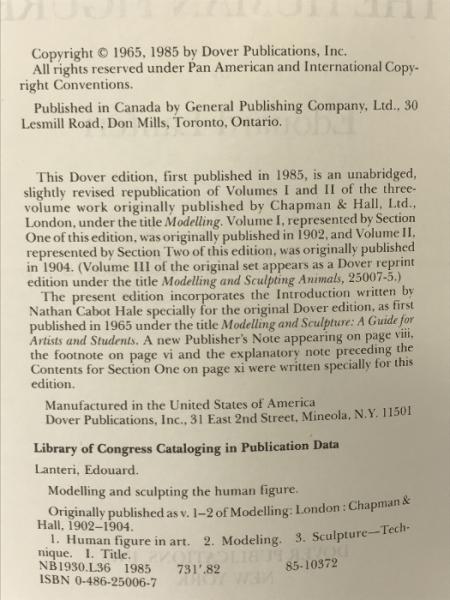 Copyright © 1965, 1985 by Dover Publications, Inc.
All rights reserved under Pan American and International Copy-
right Conventions.
Published in Canada by General Publishing Company, Ltd., 30
Lesmill Road, Don Mills, Toronto, Ontario.
This Dover edition, first published in 1985, is an unabridged,
slightly revised republication of Volumes I and II of the three-
volume work originally published by Chapman & Hall, Ltd.,
London, under the title Modelling. Volume I, represented by Section
One of this edition, was originally published in 1902, and Volume II,
represented by Section Two of this edition, was originally published
in 1904. (Volume III of the original set appears as a Dover reprint
edition under the title Modelling and Sculpting Animals, 25007-5.)
The present edition incorporates the Introduction written by
Nathan Cabot Hale specially for the original Dover edition, as first
published in 1965 under the title Modelling and Sculpture: A Guide for
Artists and Students. A new Publisher's Note appearing on page viii,
the footnote on page vi and the explanatory note preceding the
Contents for Section One on page xi were written specially for this
edition.
Manufactured in the United States of America
Dover Publications, Inc., 31 East 2nd Street, Mineola, N.Y. 11501
Library of Congress Cataloging in Publication Data
Lanteri, Edouard.
Modelling and sculpting the human figure.
Originally published as v. 1–2 of Modelling: London : Chapman &
Hall, 1902–1904.
1. Human figure in art. 2. Modeling. 3. Sculpture—Tech-
nique. I. Title.
NB1930.L36 1985 731'.82 85-10372
ISBN 0-486-25006-7